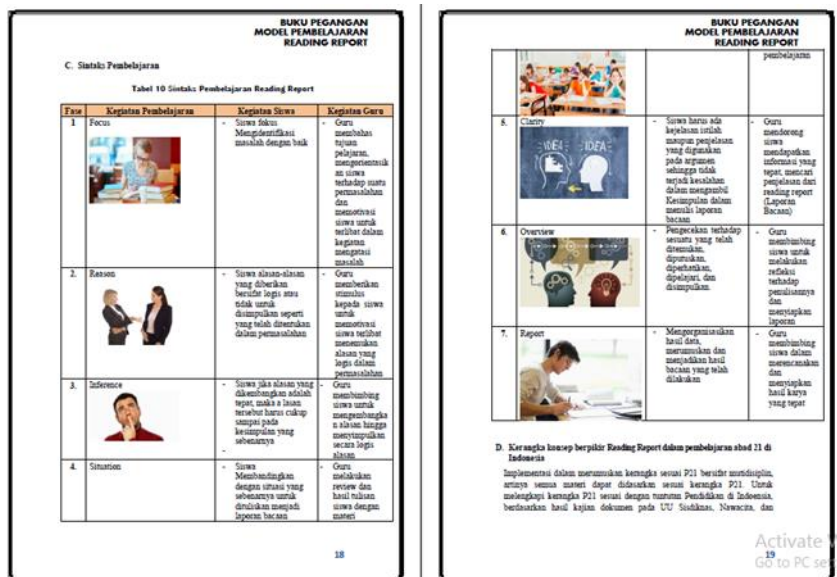 BUKU PEGANGAN
MODEL PEMBELAJARAN
READING REPORT
C. Sintaks Pembelajaran
Tabel 10 Sintaks Pembelajaran Reading Report
Fase Kegiatan Pembelajaran Kegiatan Siswa Kegiatan Guru
1 Focus
- Siswa fokus
Mengidentifikasi
masalah dengan baik
- Guru
membahas
tujuan
pelajaran,
mengorientasik
an siswa
terhadap suatu
permasalahan
dan
memotivasi
siswa untuk
terlibat dalam
kegiatan
mengatasi
masalah
2. Reason
- Siswa alasan-alasan
yang diberikan
bersifat logis atau
tidak untuk
disimpulkan seperti
yang telah ditentukan
dalam permasalahan
- Guru
memberikan
stimulus
kepada siswa
untuk
memotivasi
siswa terlibat
menemukan
alasan yang
logis dalam
permasalahan
3. Inference
- Siswa jika alasan yang
dikembangkan adalah
tepat, maka a lasan
tersebut harus cukup
sampai pada
kesimpulan yang
sebenarnya
-
- Guru
membimbing
siswa untuk
mengembangka
n alasan hingga
menyimpulkan
secara logis
alasan
4. Situation
- Siswa
Membandingkan
dengan situasi yang
sebenarnya untuk
dituliskan menjadi
laporan bacaan
- Guru
melakukan
review dan
hasil tulisan
siswa dengan
materi
18
BUKU PEGANGAN
MODEL PEMBELAJARAN
READING REPORT
pembelajaran
5. Clarity
IDEA IDEA
- Siswa harus ada
kejelasan istilah
maupun penjelasan
yang digunakan
pada argumen
sehingga tidak
terjadi kesalahan
dalam mengambil
Kesimpulan dalam
menulis laporan
bacaan
- Guru
mendorong
siswa
mendapatkan
informasi yang
tepat, mencari
penjelasan dari
reading report
(Laporan
Bacaan)
6. Overview
- Pengecekan terhadap
sesuatu yang telah
ditemukan,
diputuskan,
diperhatikan,
dipelajari, dan
disimpulkan.
- Guru
membimbing
siswa untuk
melakukan
refleksi
terhadap
penulisannya
dan
menyiapkan
laporan
7. Report
- Mengorganisasikan
hasil data,
merumuskan dan
menjadikan hasil
bacaan yang telah
dilakukan
- Guru
membimbing
siswa dalam
merencanakan
dan
menyiapkan
hasil karya
yang tepat
D. Kerangka konsep berpikir Reading Report dalam pembelajaran abad 21 di
Indonesia
Implementasi dalam merumuskan kerangka sesuai P21 bersifat multidisiplin,
artinya semua materi dapat didasarkan sesuai kerangka P21. Untuk
melengkapi kerangka P21 sesuai dengan tuntutan Pendidikan di Indoensia,
berdasarkan hasil kajian dokumen pada UU Sisdiknas, Nawacita, dan
19
Activate
Go to PC